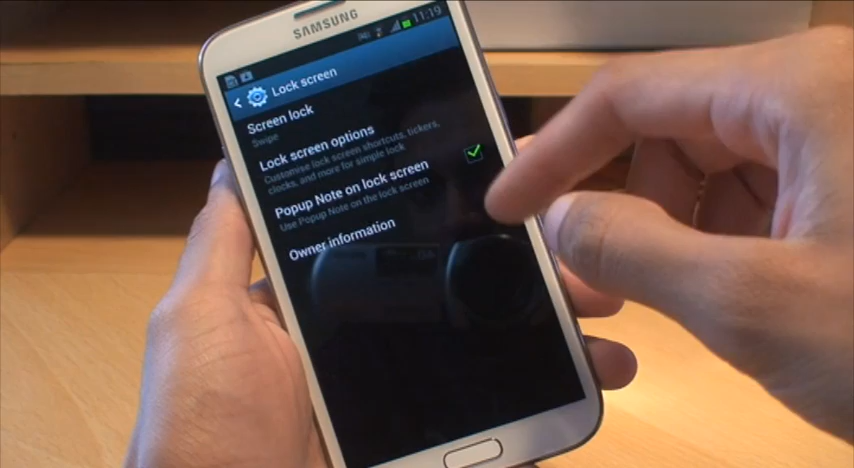 SAMSUNG
11:19
Lock screen
Screen lock
Swipe
Lock screen options
Customise lock screen shortcuts, tickers,
clocks, and more for simple lock.
Popup Note on lock screen
Use Popup Note on the lock screen
Owner information